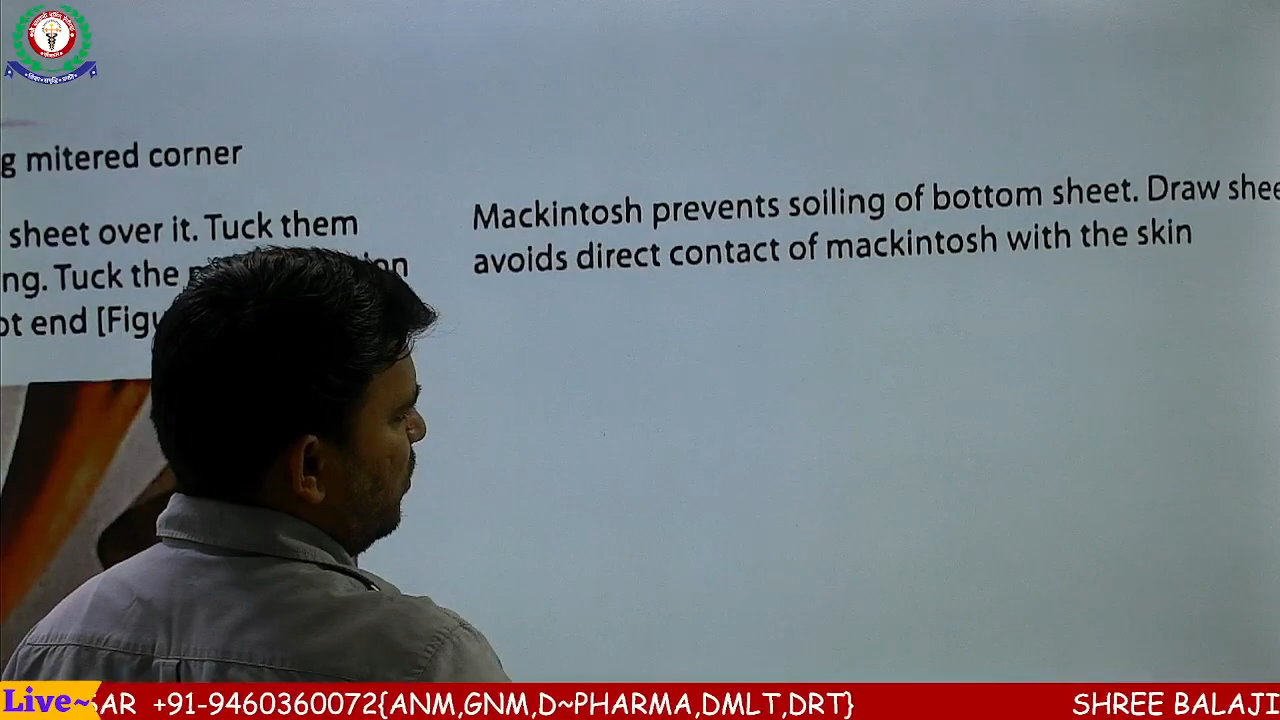 g mitered corner
sheet over it. Tuck them
ng. Tuck the
ot end [Figu
Mackintosh prevents soiling of bottom sheet. Draw shee
avoids direct contact of mackintosh with the skin
Live~
SAR +91-9460360072{ANM,GNM,D~PHARMA,DMLT,DRT}
SHREE BALAJI